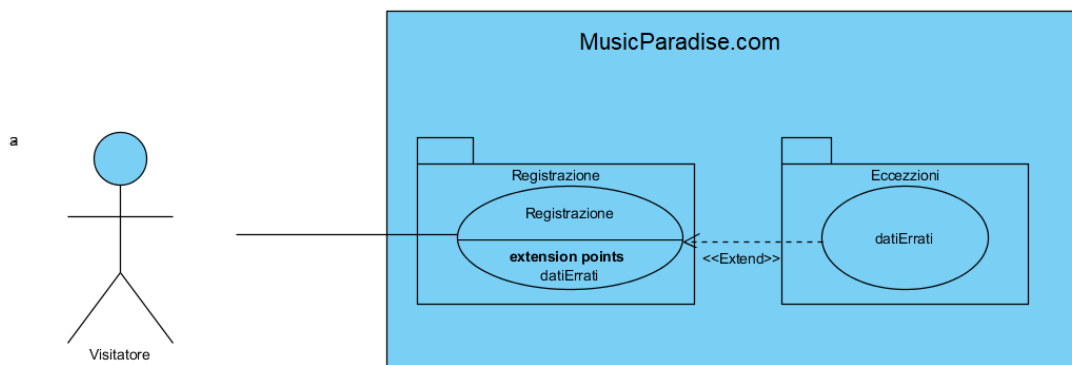 MusicParadise.com
a
Visitatore
Registrazione
Registrazione
extension points
datiErrati
<<Extend>>
Eccezzioni
datiErrati